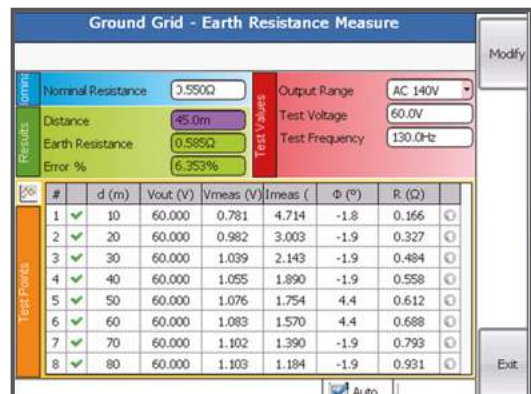 Ground Grid - Earth Resistance Measure
Modify
Nominal Resistance 0.550Ω
Results
Distance 45.0m
Earth Resistance 0.585Ω
Error % 6.353%
Test Values
Output Range AC 140V
Test Voltage 60.0V
Test Frequency 130.0Hz
Test Points
# d (m) Vout (V) Vmeas (V) Imeas ( Φ (º) R (Ω)
1 10 60.000 0.781 4.714 -1.8 0.166
2 20 60.000 0.982 3.003 -1.9 0.327
3 30 60.000 1.039 2.143 -1.9 0.484
4 40 60.000 1.055 1.890 -1.9 0.558
5 50 60.000 1.076 1.754 4.4 0.612
6 60 60.000 1.083 1.570 4.4 0.688
7 70 60.000 1.102 1.390 -1.9 0.793
8 80 60.000 1.103 1.184 -1.9 0.931
Auto
Exit